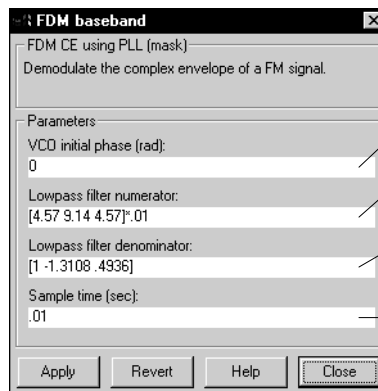 FDM baseband
FDM CE using PLL (mask)
Demodulate the complex envelope of a FM signal.
Parameters
VCO initial phase (rad):
0
Lowpass filter numerator:
[4.57 9.14 4.57]*.01
Lowpass filter denominator:
[1 -1.3108 .4936]
Sample time (sec):
.01
Apply Revert Help Close